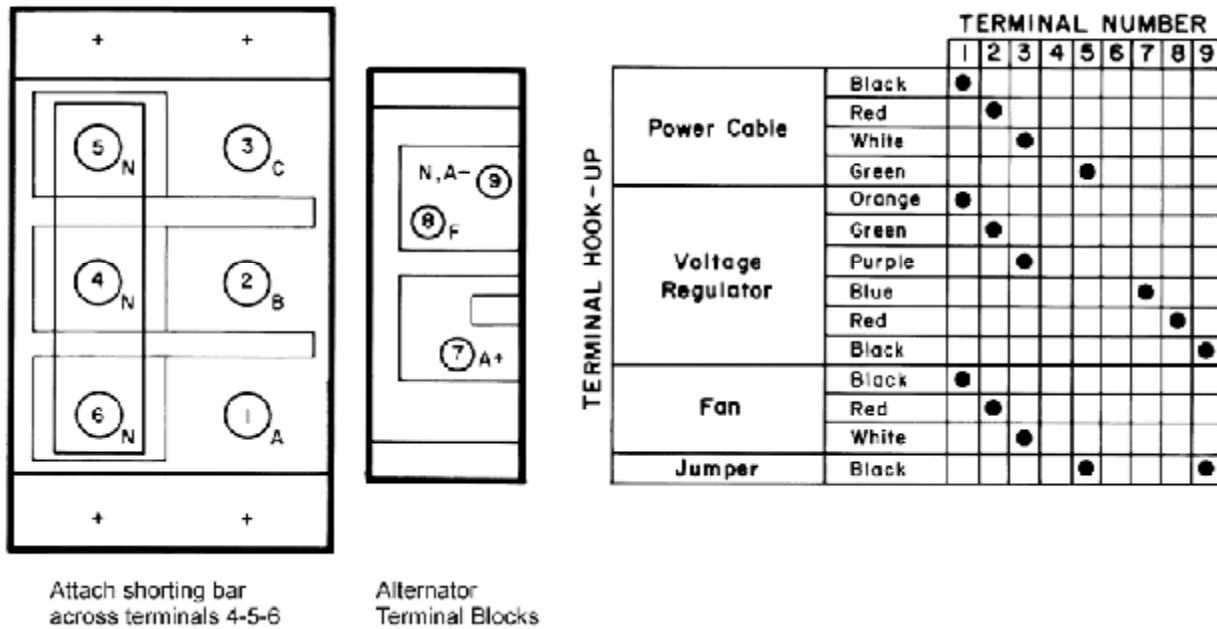 + +
5 N 3 C
4 N 2 B
6 N 1 A
+ +
Attach shorting bar
across terminals 4-5-6
N, A- 9
8 F
7 A+
Alternator
Terminal Blocks
TERMINAL NUMBER
1 2 3 4 5 6 7 8 9
TERMINAL HOOK-UP
Power Cable
Black
Red
White
Green
Voltage
Regulator
Orange
Green
Purple
Blue
Red
Black
Fan
Black
Red
White
Jumper
Black